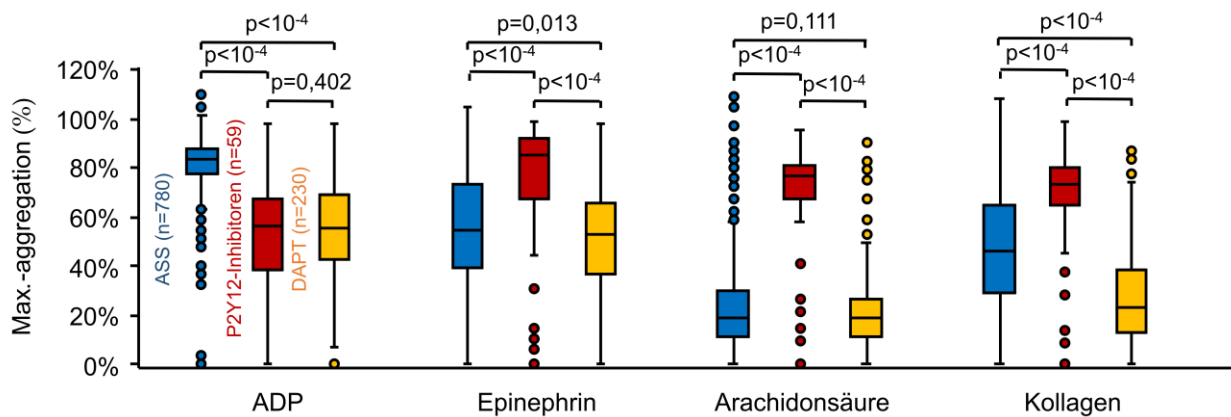 p<10⁻⁴ p=0,013 p=0,111 p<10⁻⁴
p<10⁻⁴ p<10⁻⁴ p<10⁻⁴ p<10⁻⁴
p=0,402 p<10⁻⁴ p<10⁻⁴ p<10⁻⁴
Max.-aggregation (%)
120%
100%
80%
60%
40%
20%
0%
ASS (n=780)
P2Y12-Inhibitoren (n=59)
DAPT (n=230)
ADP Epinephrin Arachidonsäure Kollagen